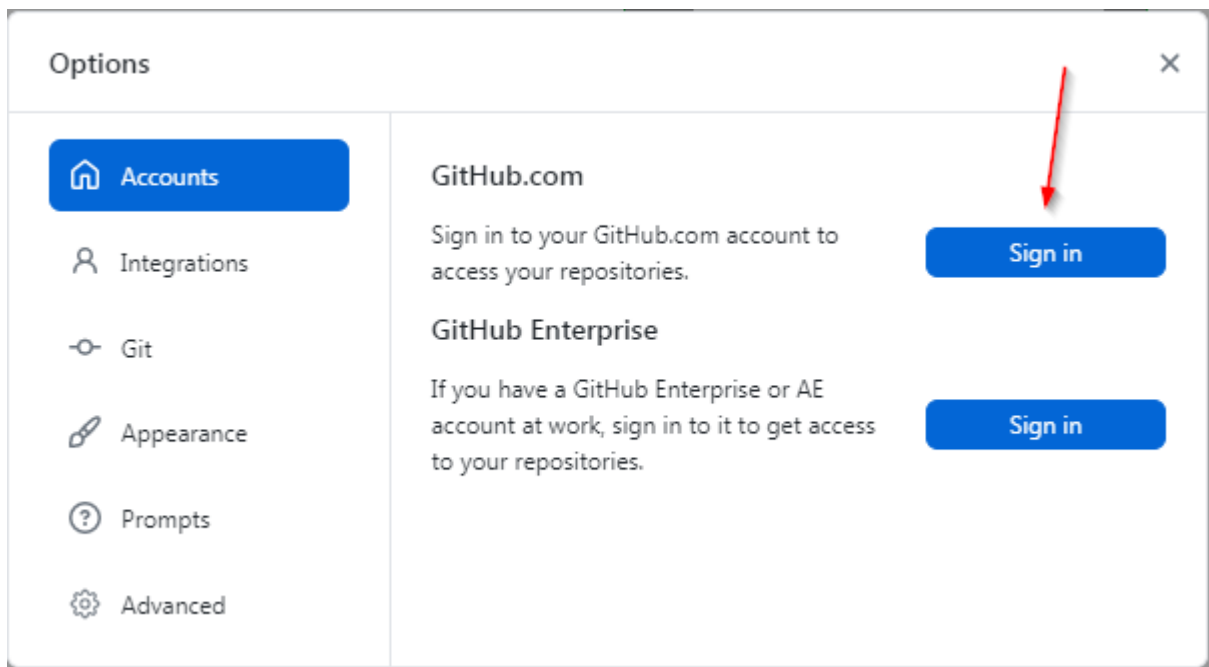 Options
Accounts
Integrations
Git
Appearance
Prompts
Advanced
GitHub.com
Sign in to your GitHub.com account to
access your repositories.
Sign in
GitHub Enterprise
If you have a GitHub Enterprise or AE
account at work, sign in to it to get access
to your repositories.
Sign in